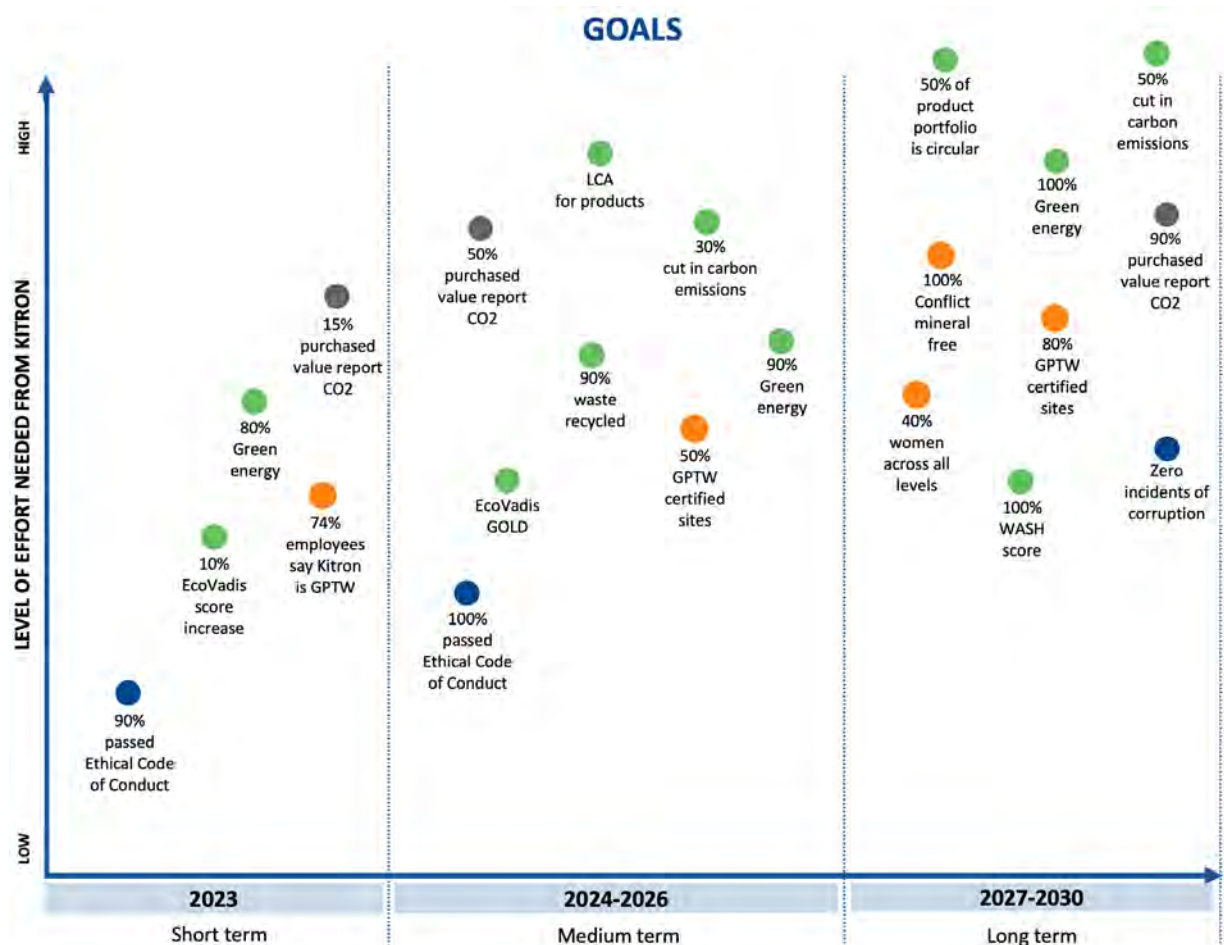 GOALS
LEVEL OF EFFORT NEEDED FROM KITRON
HIGH
LOW
90%
passed
Ethical Code
of Conduct
10%
EcoVadis
score
increase
80%
Green
energy
74%
employees
say Kitron
is GPTW
15%
purchased
value report
CO2
100%
passed
Ethical Code
of Conduct
50%
purchased
value report
CO2
EcoVadis
GOLD
LCA
for products
90%
waste
recycled
30%
cut in carbon
emissions
50%
GPTW
certified
sites
90%
Green
energy
50% of
product
portfolio
is circular
100%
Conflict
mineral
free
40%
women
across all
levels
100%
Green
energy
80%
GPTW
certified
sites
100%
WASH
score
50%
cut in
carbon
emissions
90%
purchased
value report
CO2
Zero
incidents of
corruption
2023
2024-2026
2027-2030
Short term
Medium term
Long term